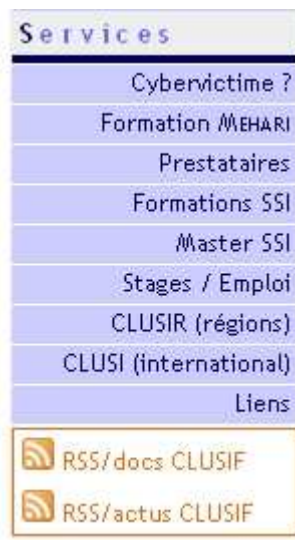 Services
Cybervictime ?
Formation MEHARI
Prestataires
Formations SSI
Master SSI
Stages / Emploi
CLUSIR (régions)
CLUSI (international)
Liens
RSS/docs CLUSIF
RSS/actus CLUSIF